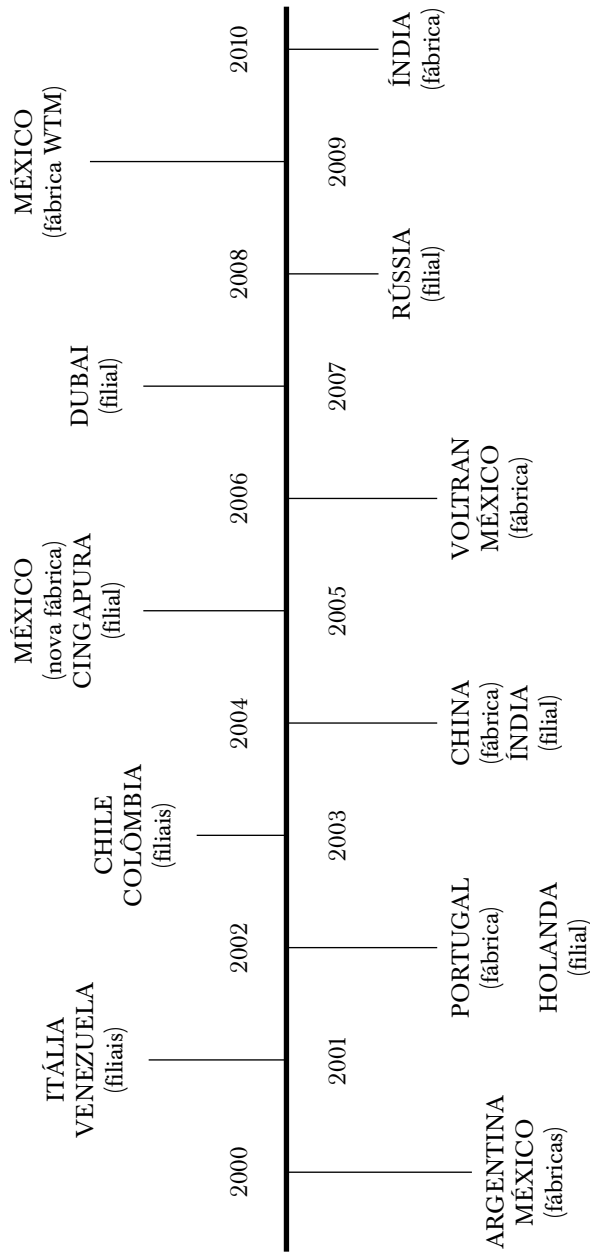 2000
ARGENTINA
MÉXICO
(fábricas)
ITÁLIA
VENEZUELA
(filiais)
2001
2002
PORTUGAL
(fábrica)
HOLANDA
(filial)
CHILE
COLÔMBIA
(filiais)
2003
2004
CHINA
(fábrica)
ÍNDIA
(filial)
MÉXICO
(nova fábrica)
CINGAPURA
(filial)
2005
2006
VOLTRAN
MÉXICO
(fábrica)
DUBAI
(filial)
2007
2008
RÚSSIA
(filial)
MÉXICO
(fábrica WTM)
2009
2010
ÍNDIA
(fábrica)